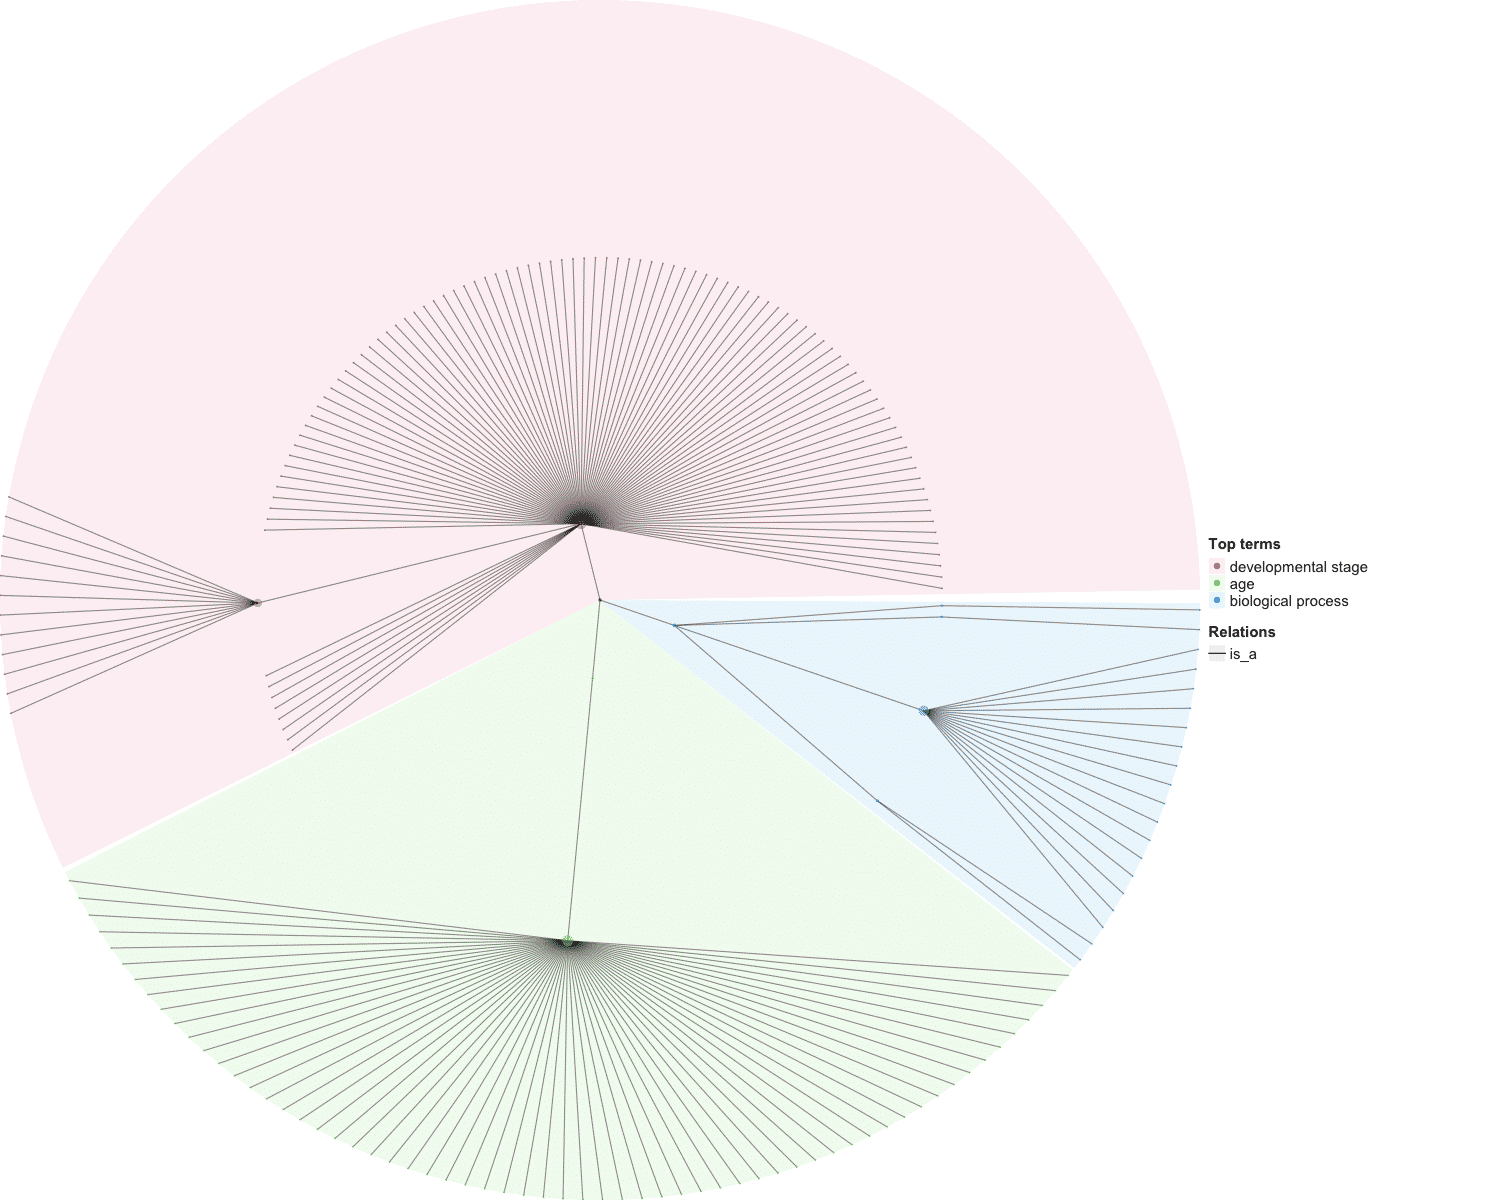 Top terms
developmental stage
age
biological process
Relations
is_a